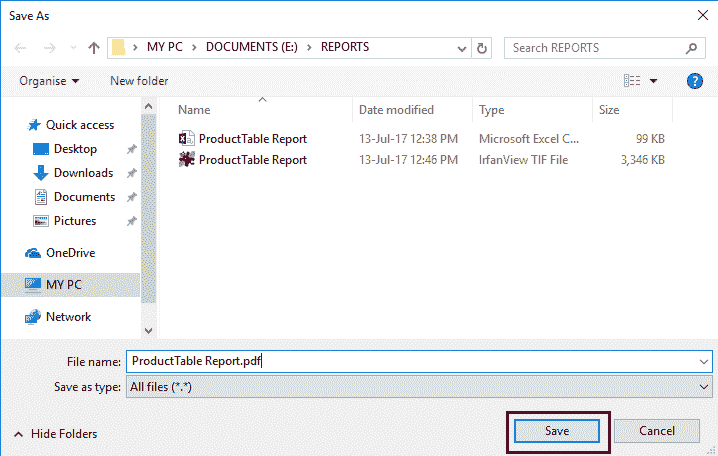 Save As
MY PC > DOCUMENTS (E:) > REPORTS
Search REPORTS
Organise New folder
?
Name Date modified Type Size
Quick access
Desktop
Downloads
Documents
Pictures
OneDrive
MY PC
Network
ProductTable Report 13-Jul-17 12:38 PM Microsoft Excel C... 99 KB
ProductTable Report 13-Jul-17 12:46 PM IrfanView TIF File 3,346 KB
File name: ProductTable Report.pdf
Save as type: All files (*.*)
Hide Folders Save Cancel